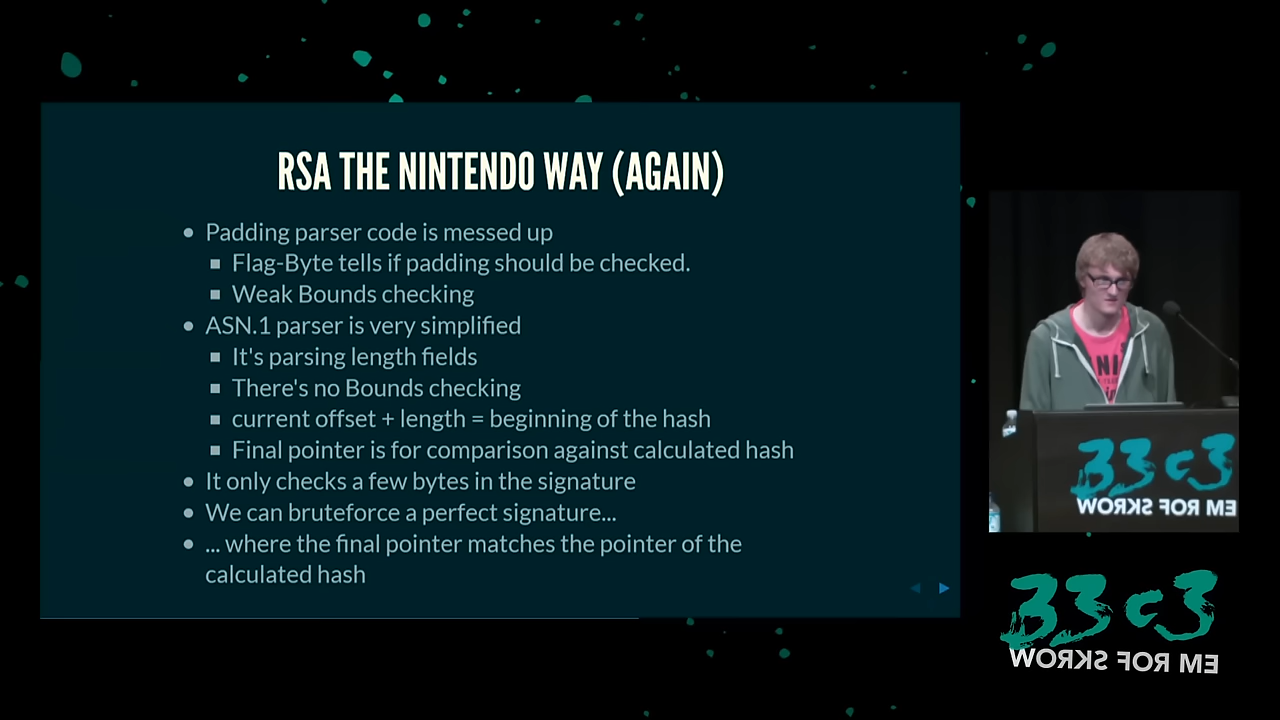 RSA THE NINTENDO WAY (AGAIN)
Padding parser code is messed up
Flag-Byte tells if padding should be checked.
Weak Bounds checking
ASN.1 parser is very simplified
It's parsing length fields
There's no Bounds checking
current offset + length = beginning of the hash
Final pointer is for comparison against calculated hash
It only checks a few bytes in the signature
We can bruteforce a perfect signature...
... where the final pointer matches the pointer of the
calculated hash
33c3
WORKS FOR ME
33c3
WORKS FOR ME